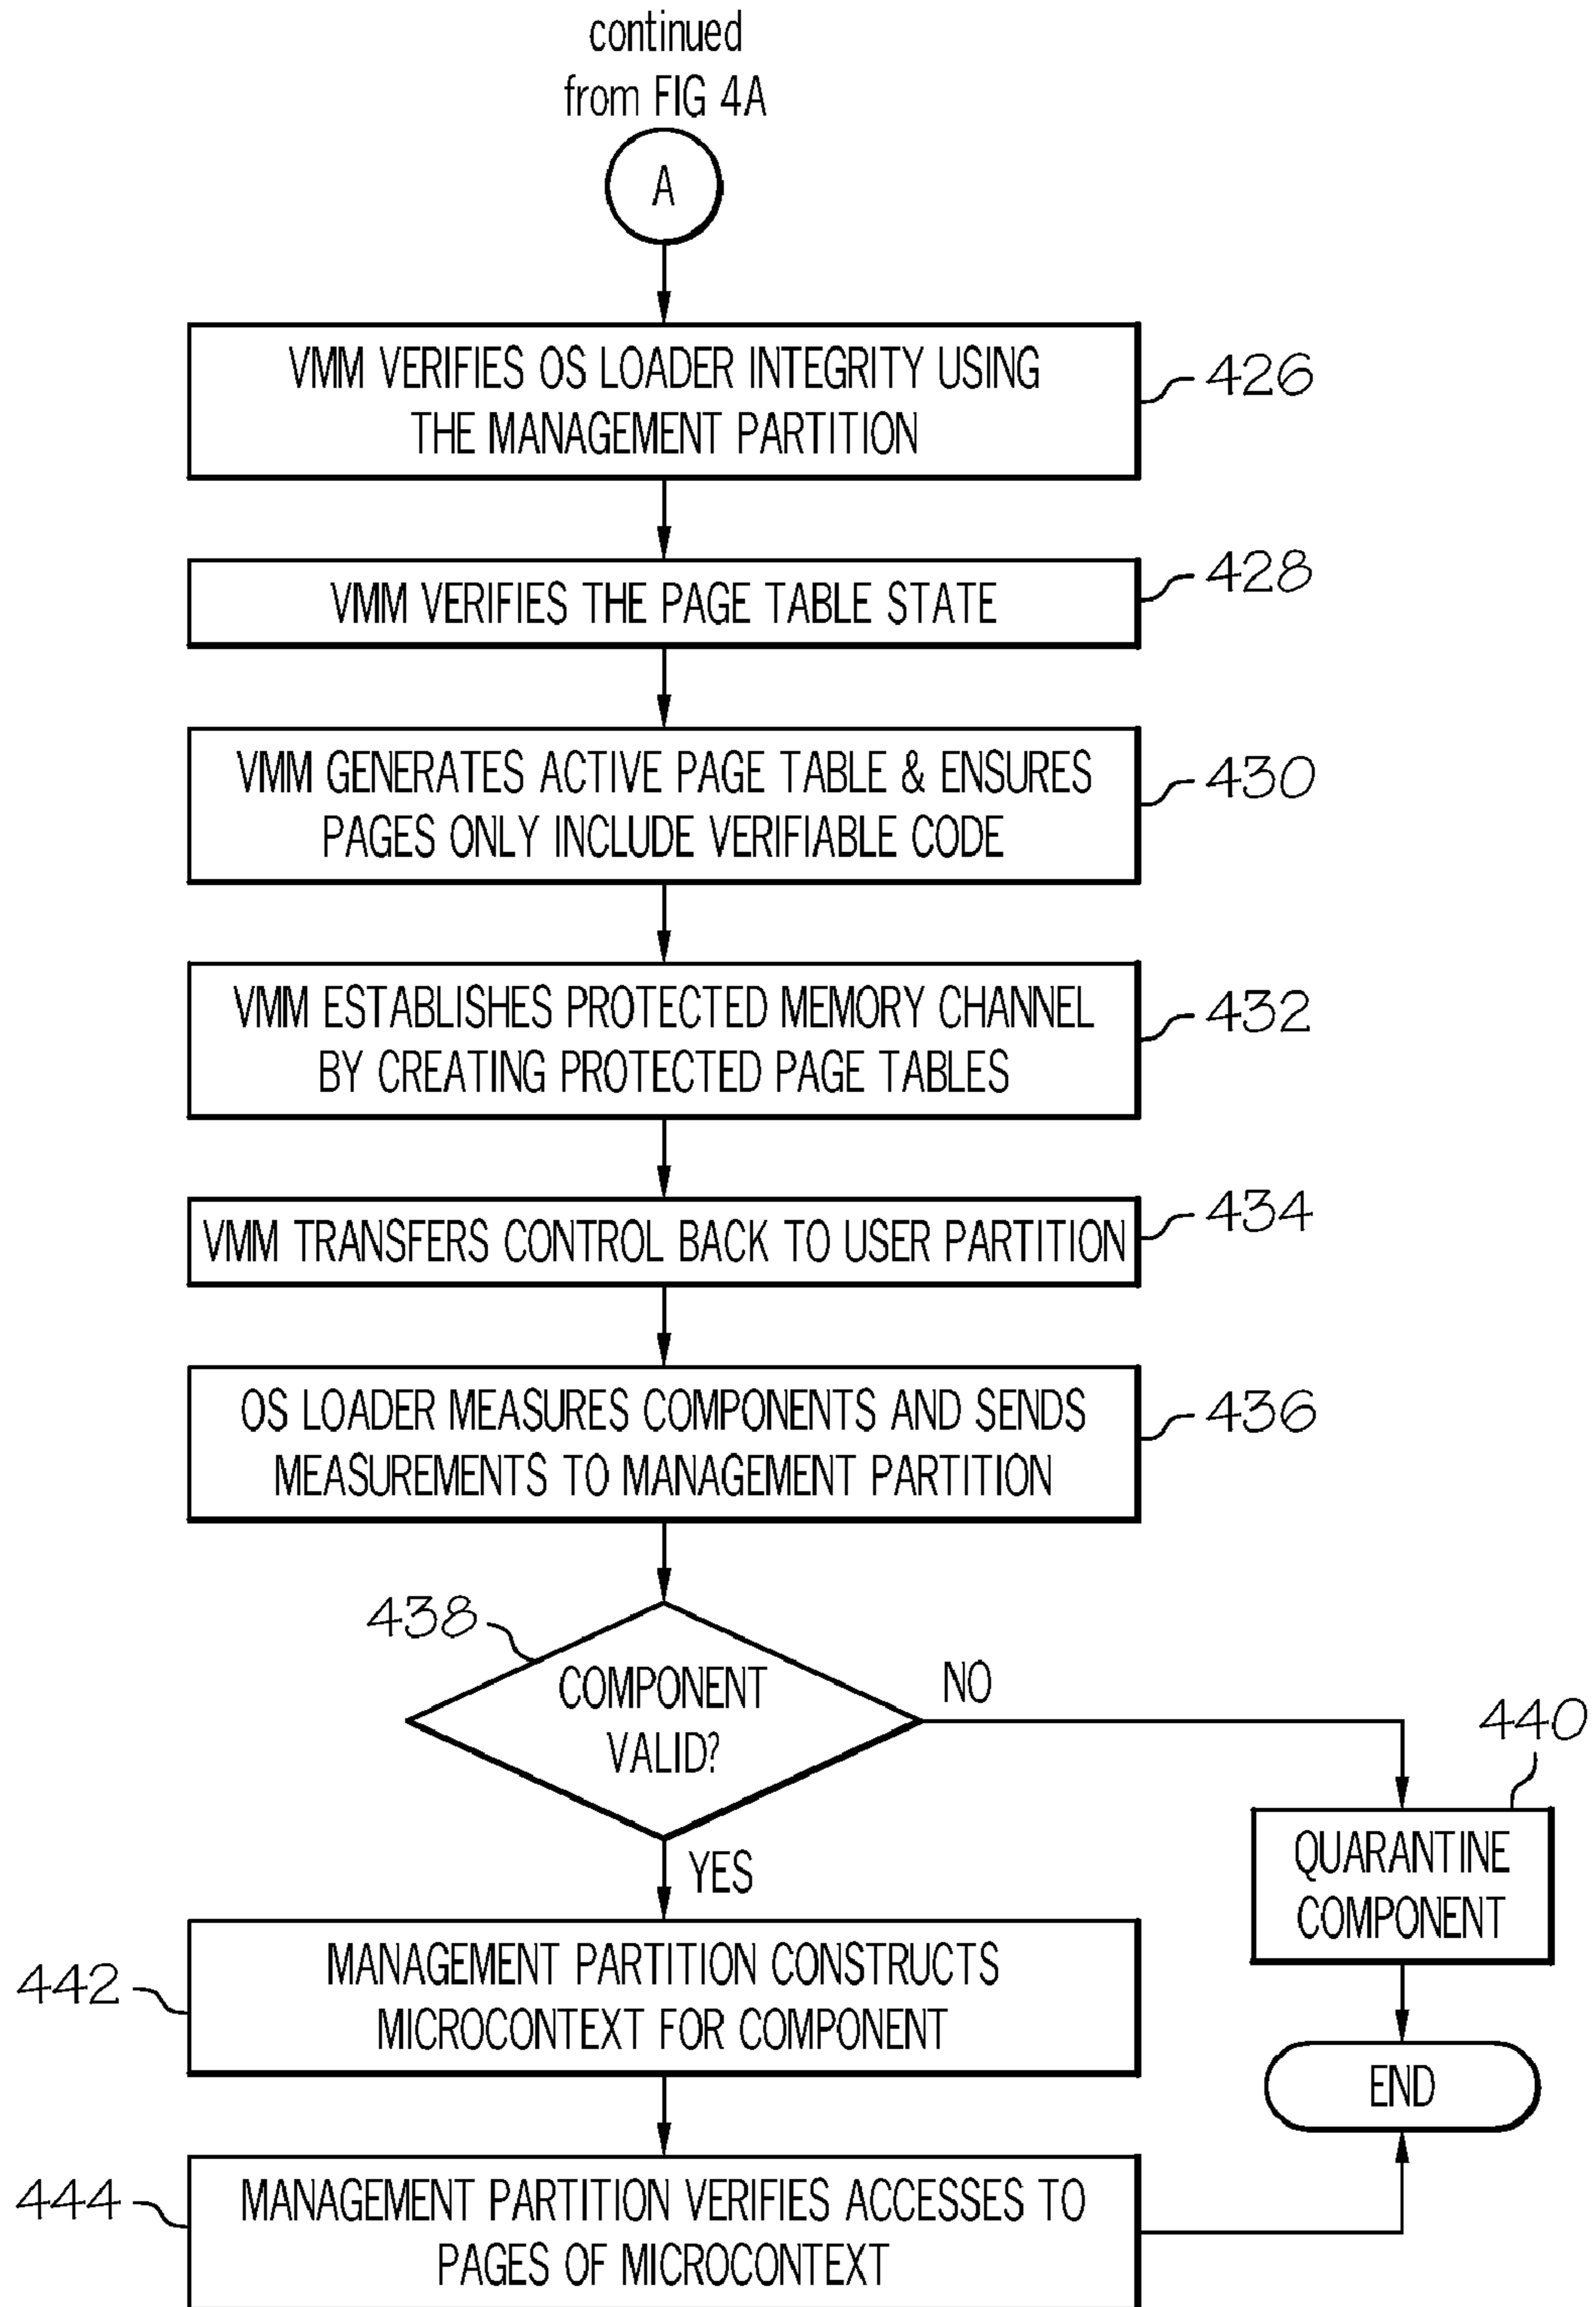 continued
from FIG 4A
A
VMM VERIFIES OS LOADER INTEGRITY USING
THE MANAGEMENT PARTITION
426
VMM VERIFIES THE PAGE TABLE STATE
428
VMM GENERATES ACTIVE PAGE TABLE & ENSURES
PAGES ONLY INCLUDE VERIFIABLE CODE
430
VMM ESTABLISHES PROTECTED MEMORY CHANNEL
BY CREATING PROTECTED PAGE TABLES
432
VMM TRANSFERS CONTROL BACK TO USER PARTITION
434
OS LOADER MEASURES COMPONENTS AND SENDS
MEASUREMENTS TO MANAGEMENT PARTITION
436
438
COMPONENT
VALID?
NO
YES
440
QUARANTINE
COMPONENT
442
MANAGEMENT PARTITION CONSTRUCTS
MICROCONTEXT FOR COMPONENT
END
444
MANAGEMENT PARTITION VERIFIES ACCESSES TO
PAGES OF MICROCONTEXT